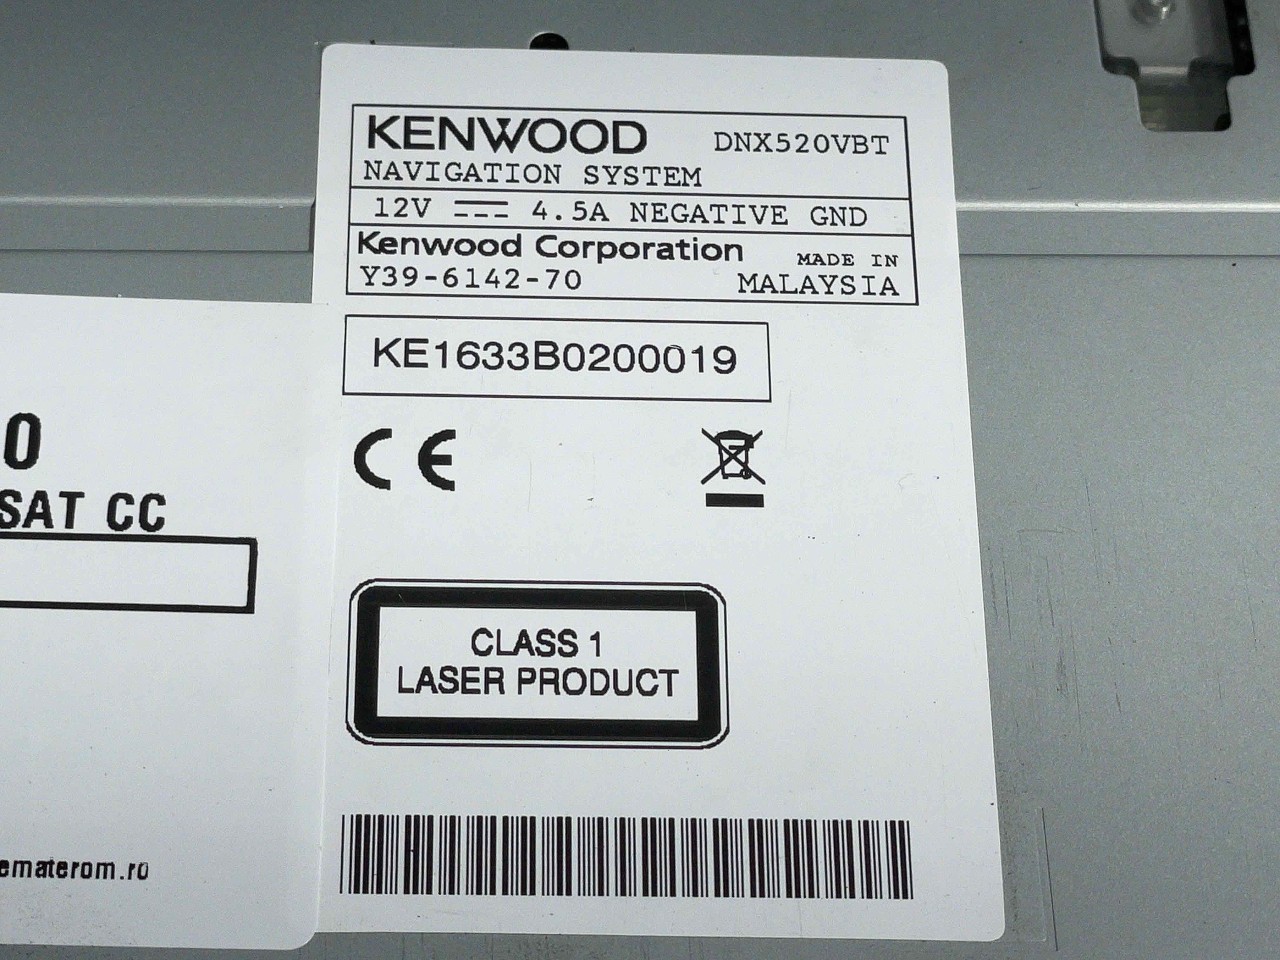 KENWOOD DNX520VBT
NAVIGATION SYSTEM
12V 4.5A NEGATIVE GND
Kenwood Corporation MADE IN
Y39-6142-70 MALAYSIA
KE1633B0200019
CE
CLASS 1
LASER PRODUCT
0
SAT CC
ematerom.ro